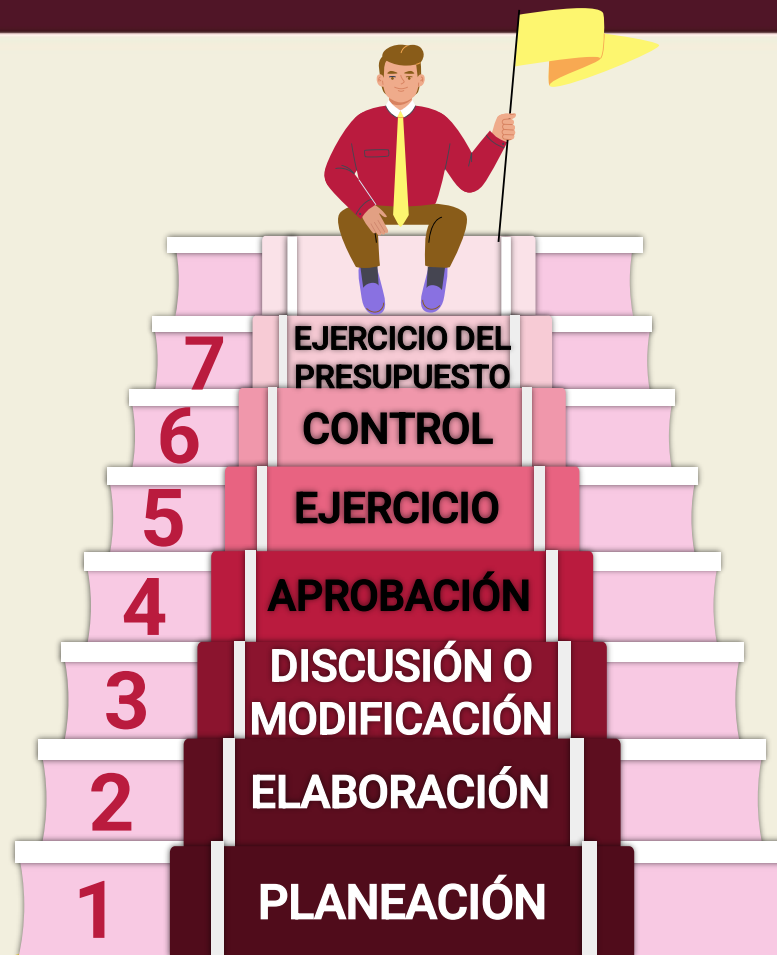 7
EJERCICIO DEL
PRESUPUESTO
6
CONTROL
5
EJERCICIO
4
APROBACIÓN
3
DISCUSIÓN O
MODIFICACIÓN
2
ELABORACIÓN
1
PLANEACIÓN